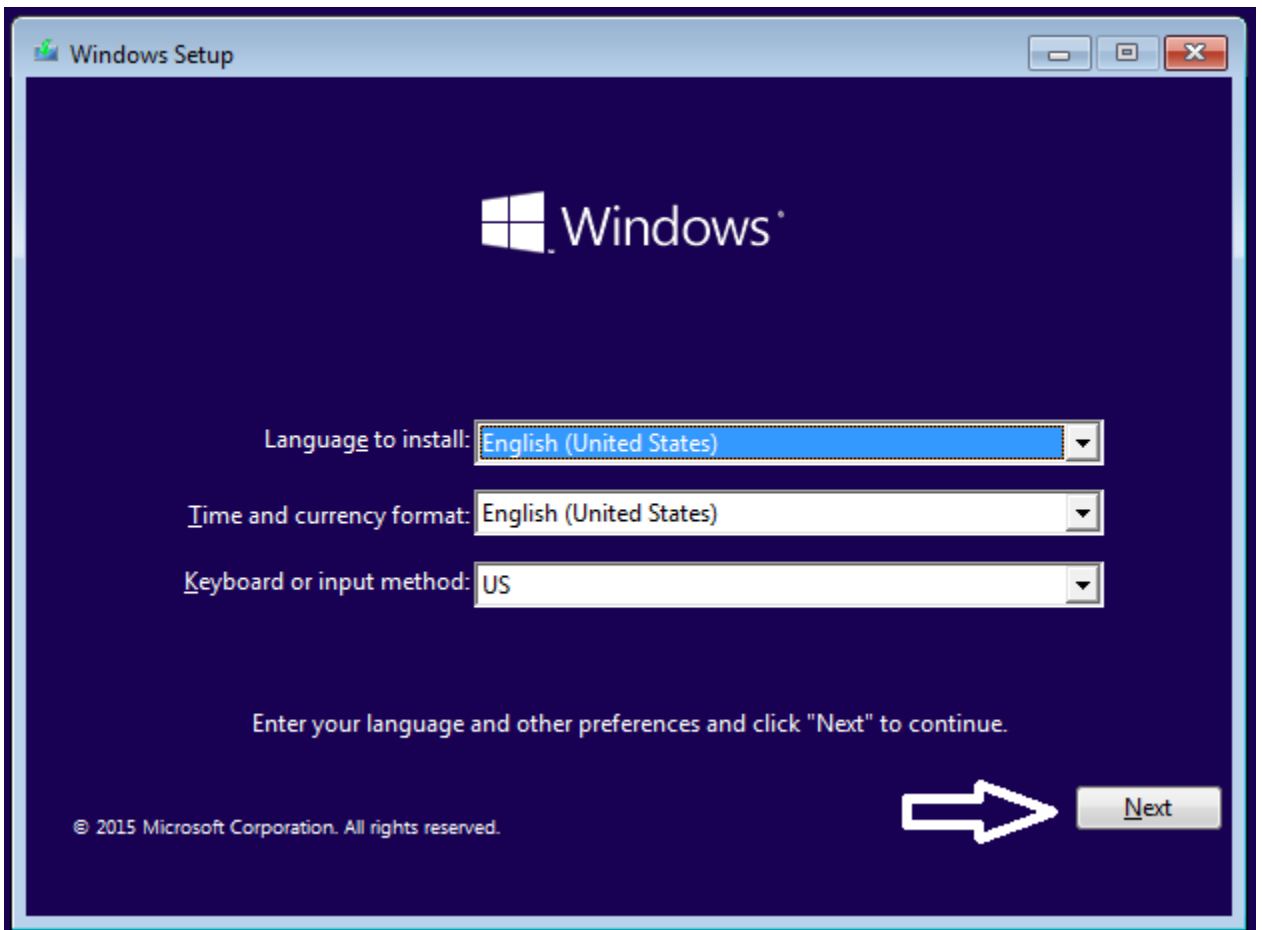 Windows Setup
Windows
Language to install: English (United States)
Time and currency format: English (United States)
Keyboard or input method: US
Enter your language and other preferences and click "Next" to continue.
Next
© 2015 Microsoft Corporation. All rights reserved.